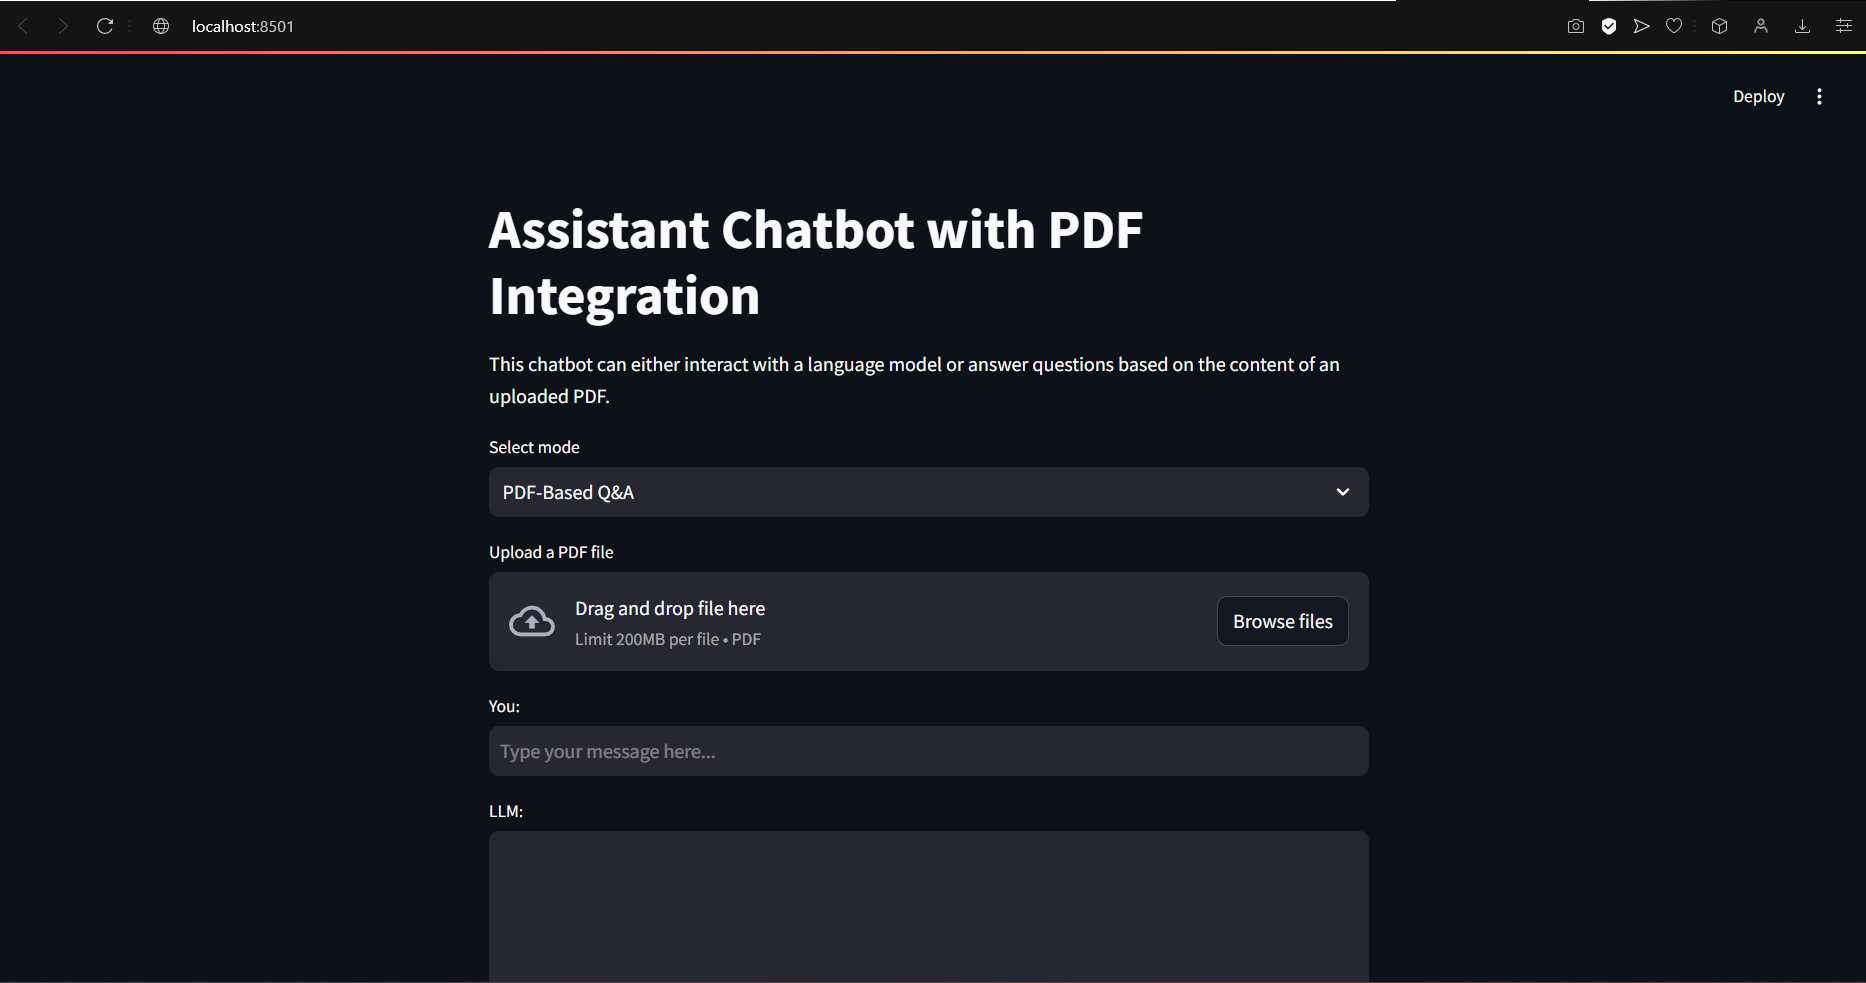 localhost:8501
Deploy
Assistant Chatbot with PDF
Integration
This chatbot can either interact with a language model or answer questions based on the content of an
uploaded PDF.
Select mode
PDF-Based Q&A
Upload a PDF file
Drag and drop file here
Limit 200MB per file • PDF
Browse files
You:
Type your message here...
LLM: